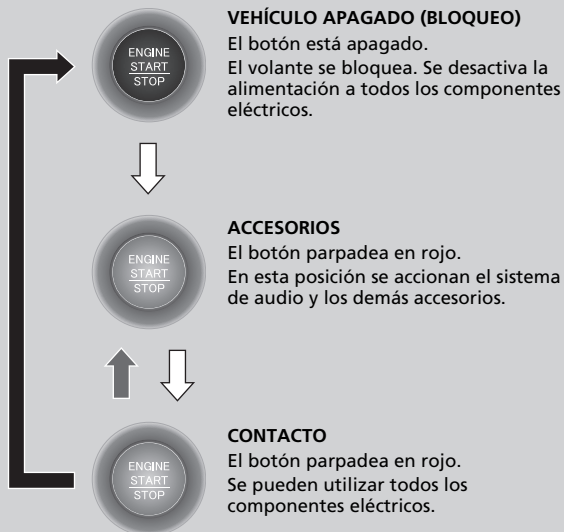 VEHÍCULO APAGADO (BLOQUEO)
ENGINE
START
STOP
El botón está apagado.
El volante se bloquea. Se desactiva la
alimentación a todos los componentes
eléctricos.
ACCESORIOS
ENGINE
START
STOP
El botón parpadea en rojo.
En esta posición se accionan el sistema
de audio y los demás accesorios.
CONTACTO
ENGINE
START
STOP
El botón parpadea en rojo.
Se pueden utilizar todos los
componentes eléctricos.